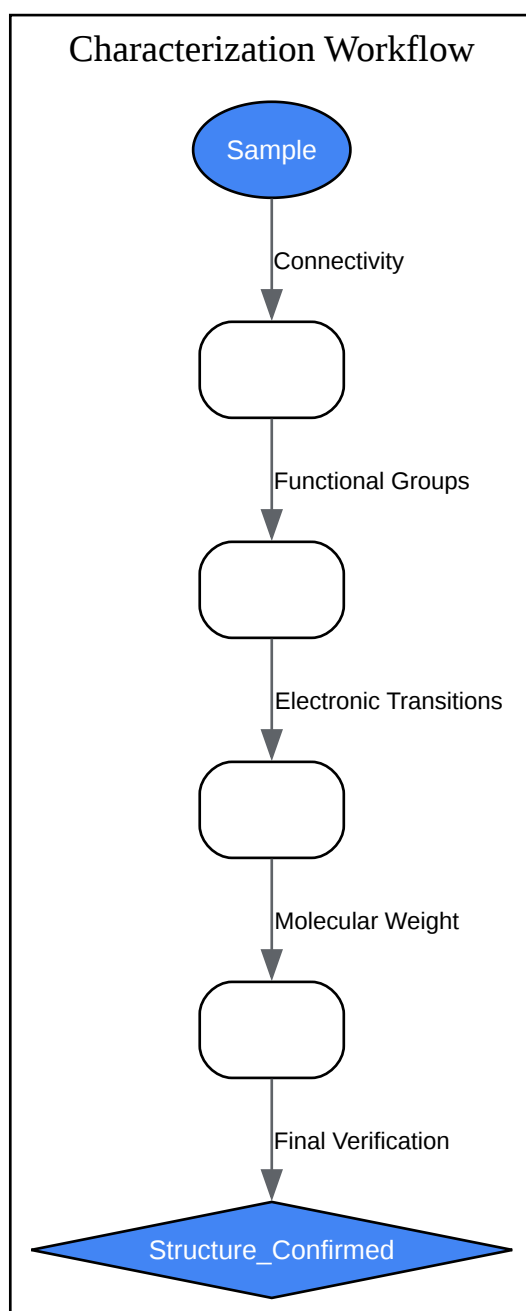 Characterization Workflow
Sample
Connectivity
Functional Groups
Electronic Transitions
Molecular Weight
Final Verification
Structure_Confirmed